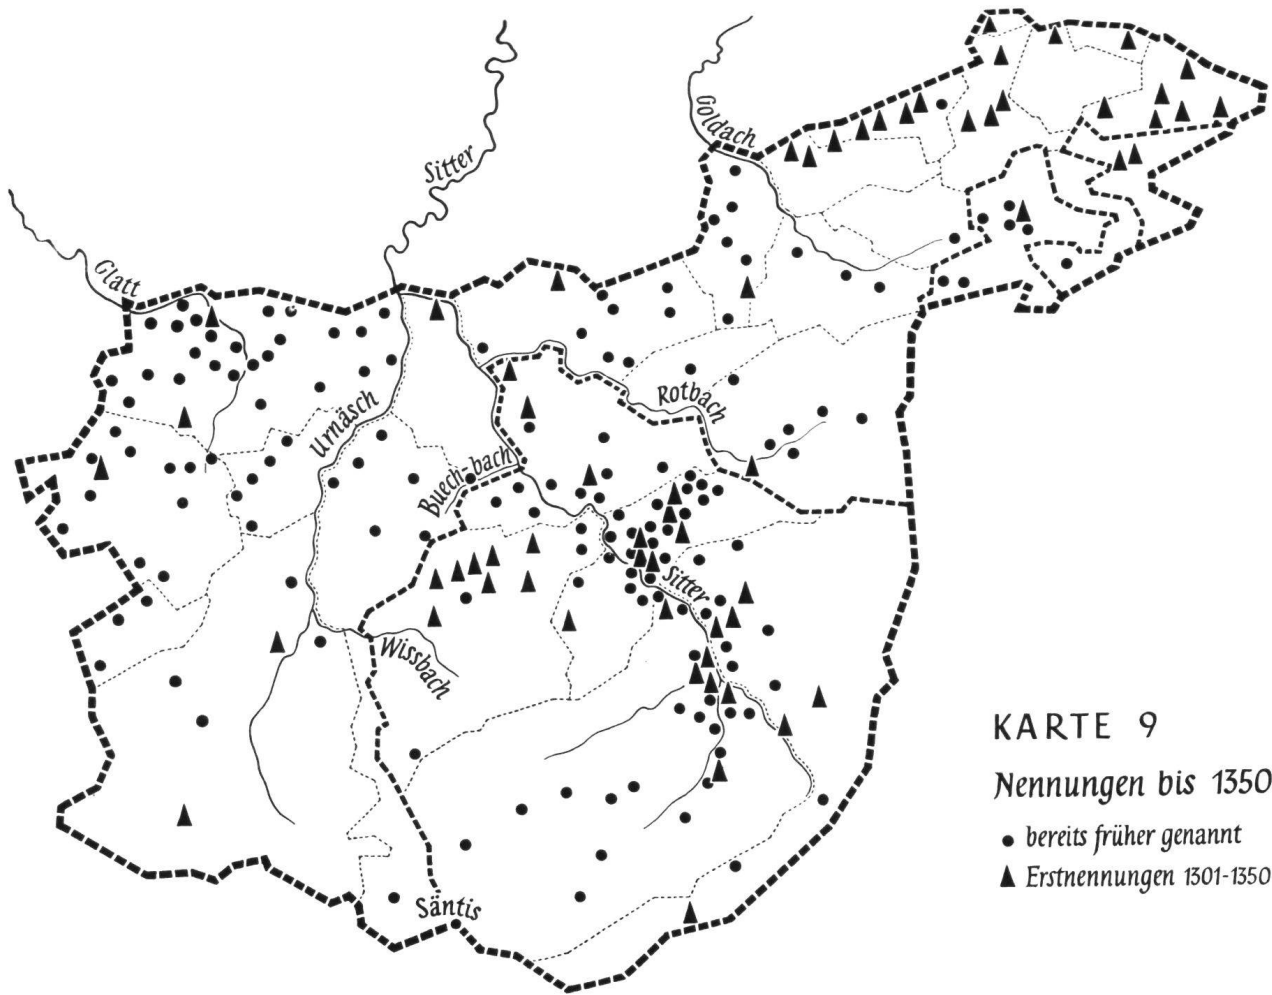 Goldach
Sitter
Glatt
Urnäsch
Rotbach
Buech-bach
Sitter
Wissbach
Säntis
KARTE 9
Nennungen bis 1350
bereits früher genannt
Erstnennungen 1301-1350